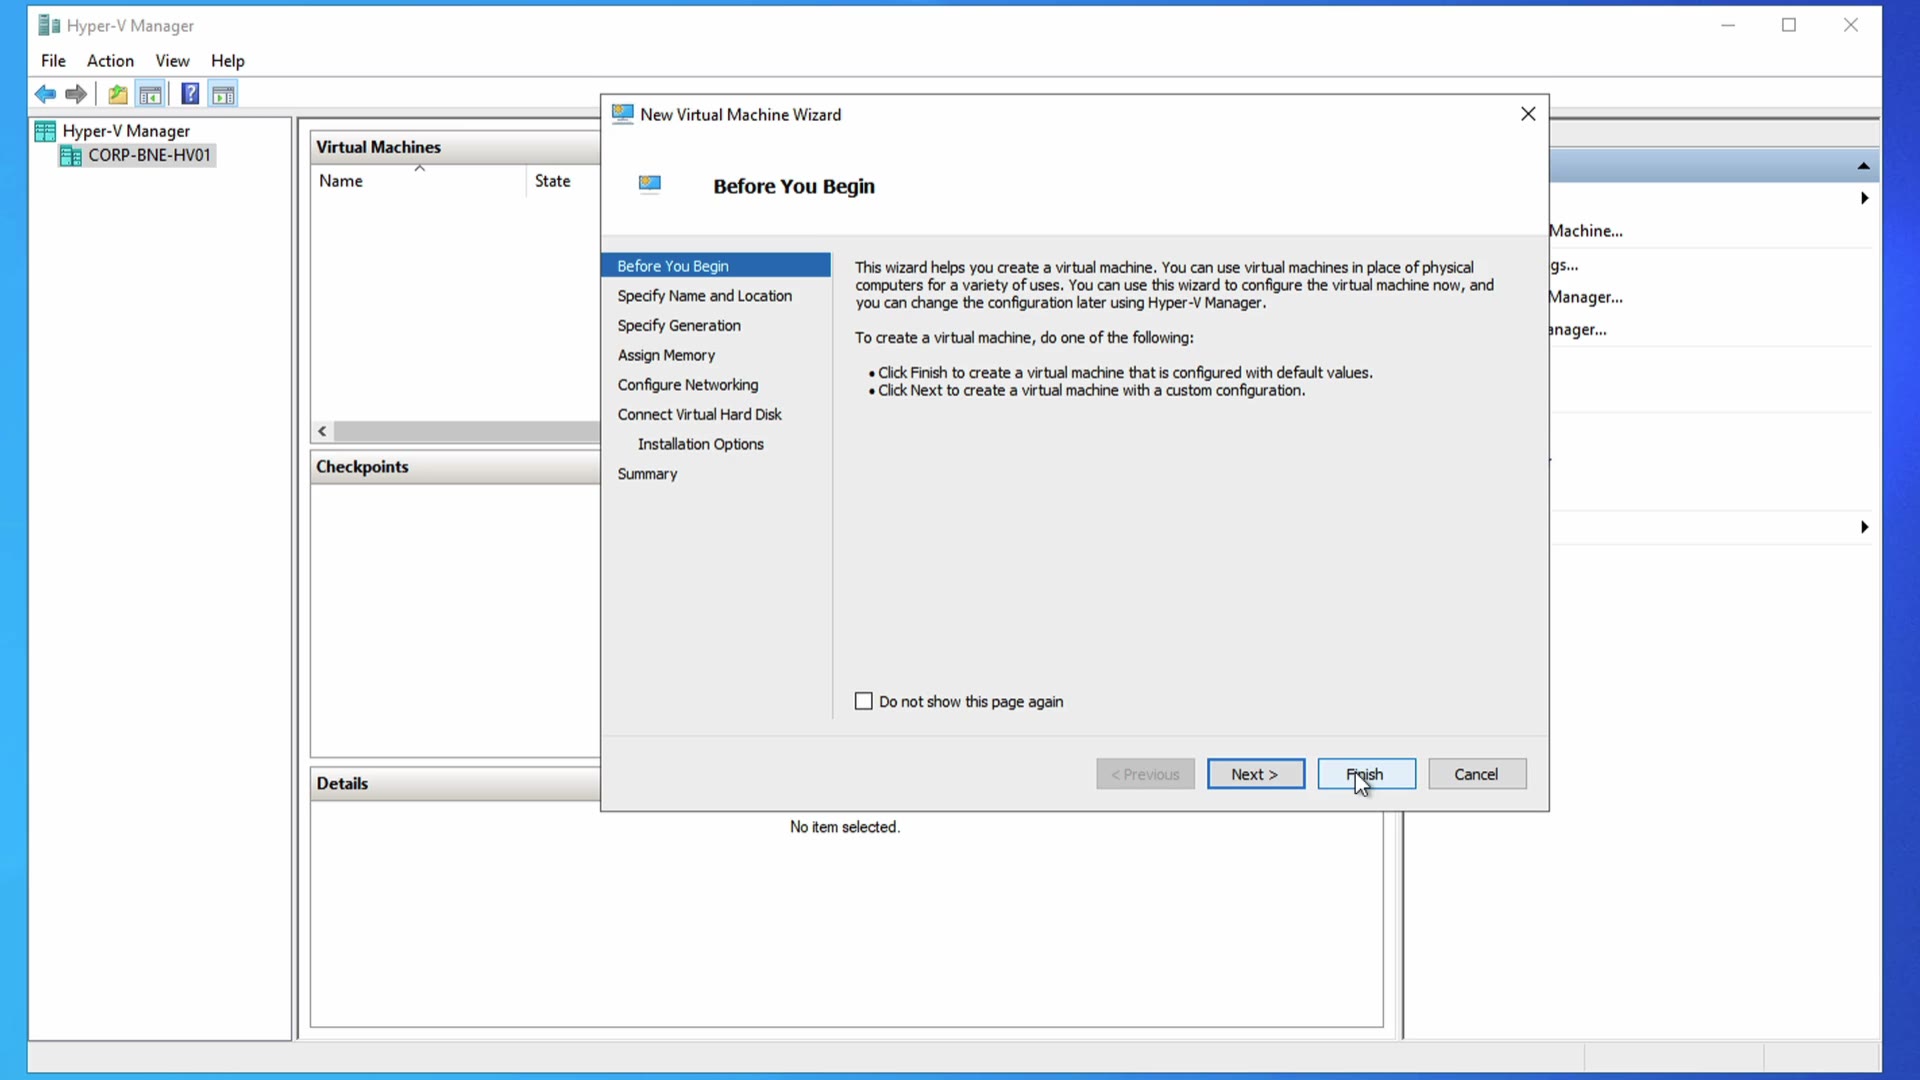 Hyper-V Manager
File Action View Help
Hyper-V Manager
CORP-BNE-HV01
Virtual Machines
Name State
Checkpoints
Details
No item selected.
New Virtual Machine Wizard
Before You Begin
Before You Begin
Specify Name and Location
Specify Generation
Assign Memory
Configure Networking
Connect Virtual Hard Disk
Installation Options
Summary
This wizard helps you create a virtual machine. You can use virtual machines in place of physical
computers for a variety of uses. You can use this wizard to configure the virtual machine now, and
you can change the configuration later using Hyper-V Manager.
To create a virtual machine, do one of the following:
• Click Finish to create a virtual machine that is configured with default values.
• Click Next to create a virtual machine with a custom configuration.
Do not show this page again
< Previous Next > Finish Cancel
Machine...
gs...
Manager...
anager...